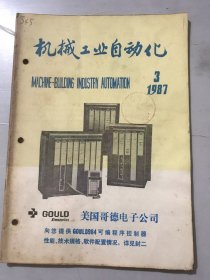 机械工业自动化
MACHINE-BUILDING INDUSTRY AUTOMATION
3
1987
GOULD
Electronics
美国哥德电子公司
向您提供GOULD984可编程序控制器
性能、技术规格、软件配置情况，详见封二